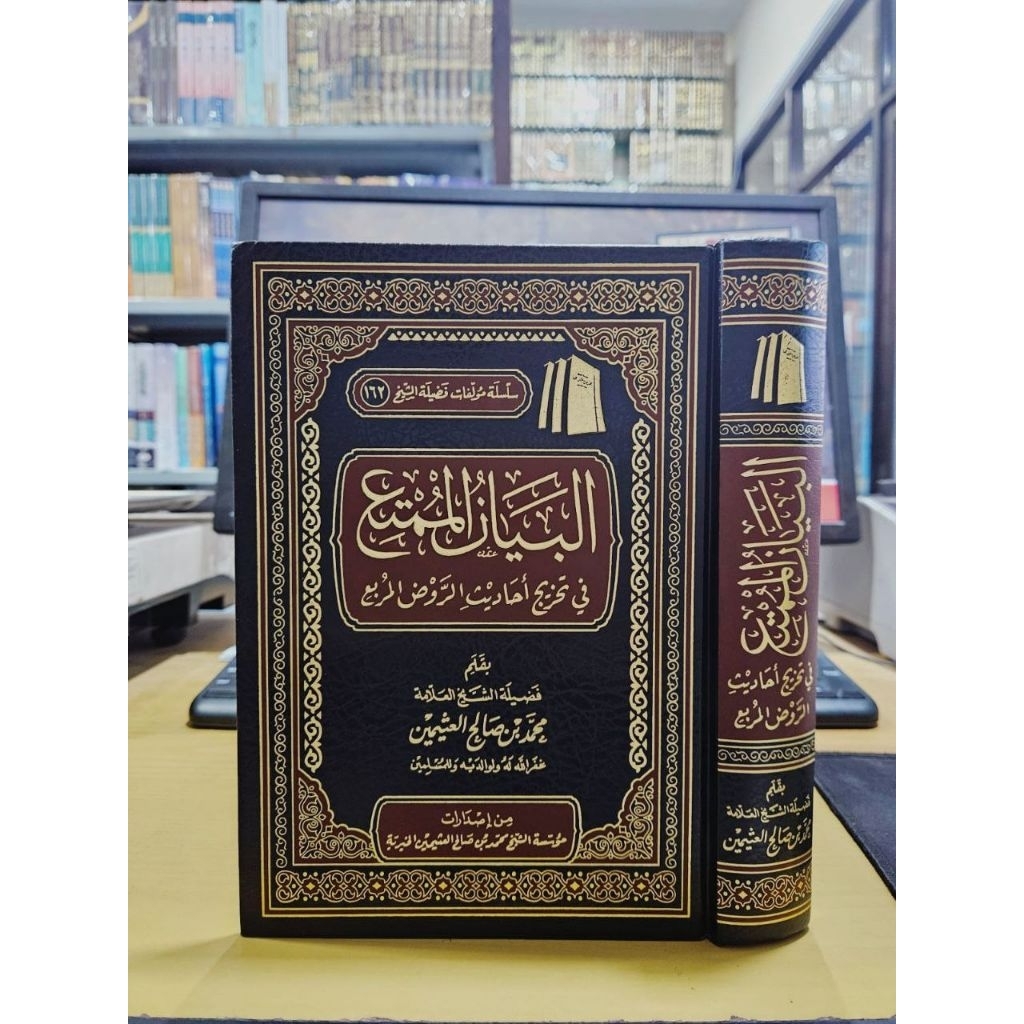 سلسلة مؤلفات فضيلة الشيخ ١٦٢
البيان الممتع
في تخريج أحاديث الروض المربع
بقلم
فضيلة الشيخ العلامة
محمد بن صالح العثيمين
غفر الله له ولوالديه وللمسلمين
من إصدارات
مؤسسة الشيخ محمد بن صالح العثيمين الخيرية
البيان الممتع
في تخريج أحاديث
الروض المربع
بقلم
فضيلة الشيخ العلامة
محمد بن صالح العثيمين